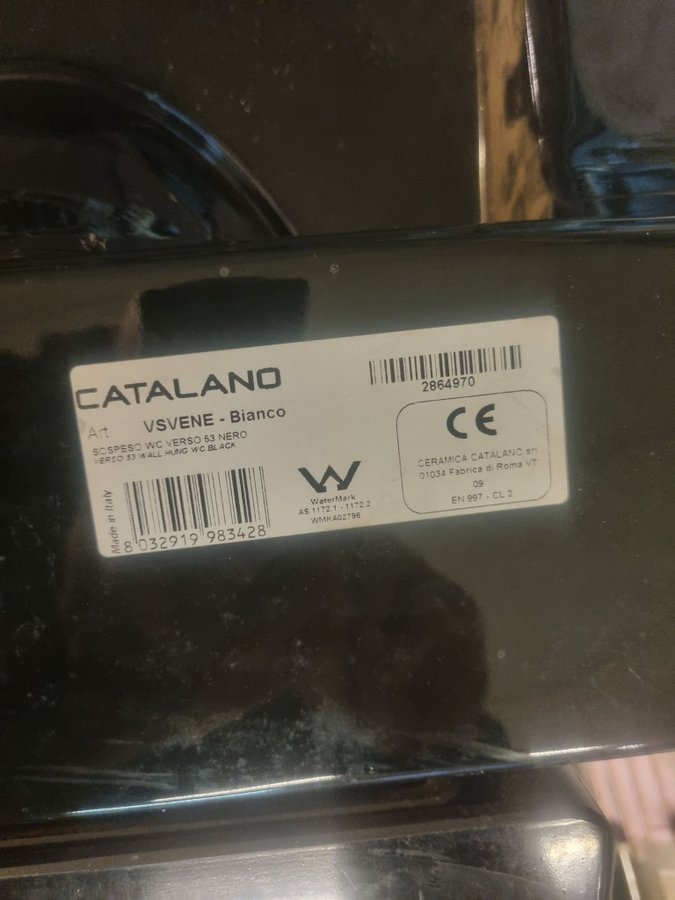 CATALANO
2864970
Art VSVENE - Bianco
SOSPESO WC VERSO 53 NERO
VERSO 53 WALL HUNG WC BLACK
Made in Italy
8 032919 983428
WaterMark
AS 1172.1 - 1172.2
WMKA02796
CE
CERAMICA CATALANO srl
01034 Fabrica di Roma VT
09
EN 997 - CL 2